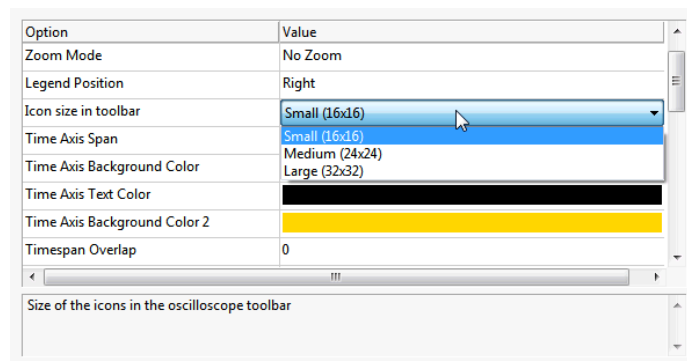 Option Value
Zoom Mode No Zoom
Legend Position Right
Icon size in toolbar Small (16x16)
Time Axis Span Small (16x16)
Medium (24x24)
Time Axis Background Color Large (32x32)
Time Axis Text Color
Time Axis Background Color 2
Timespan Overlap 0
Size of the icons in the oscilloscope toolbar